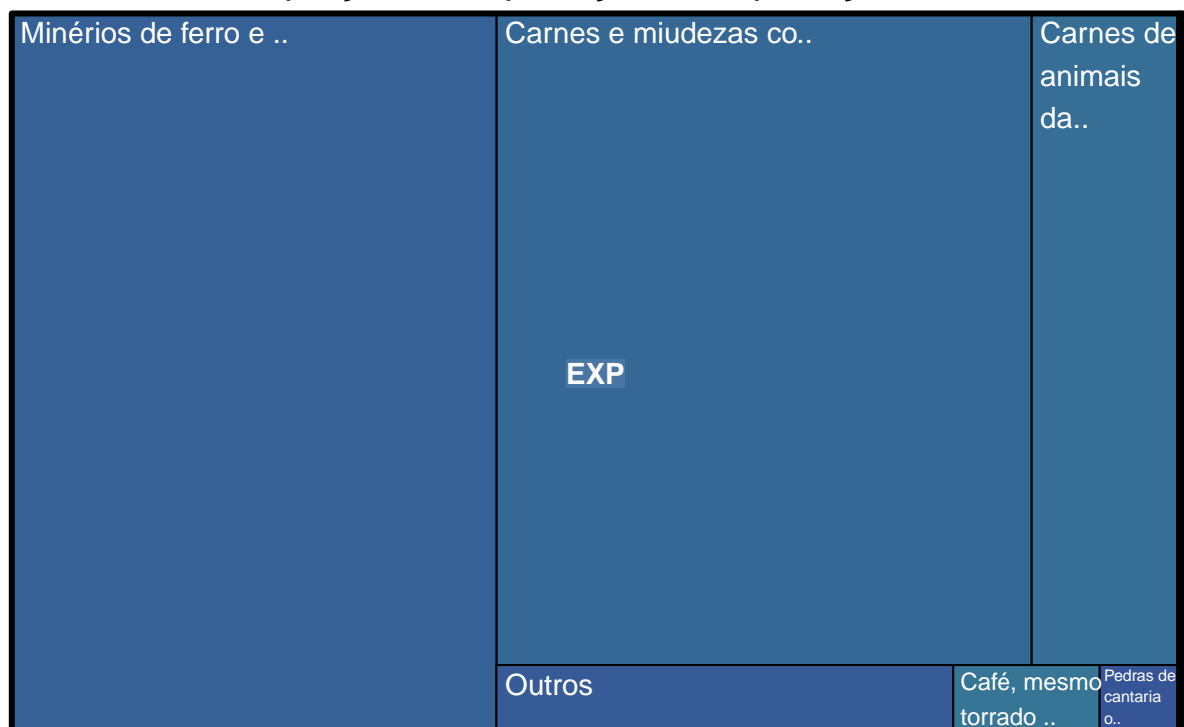 Minérios de ferro e ..
Carnes e miudezas co..
Carnes de
animais
da..
EXP
Outros
Café, mesmo
torrado ..
Pedras de
cantaria
o..